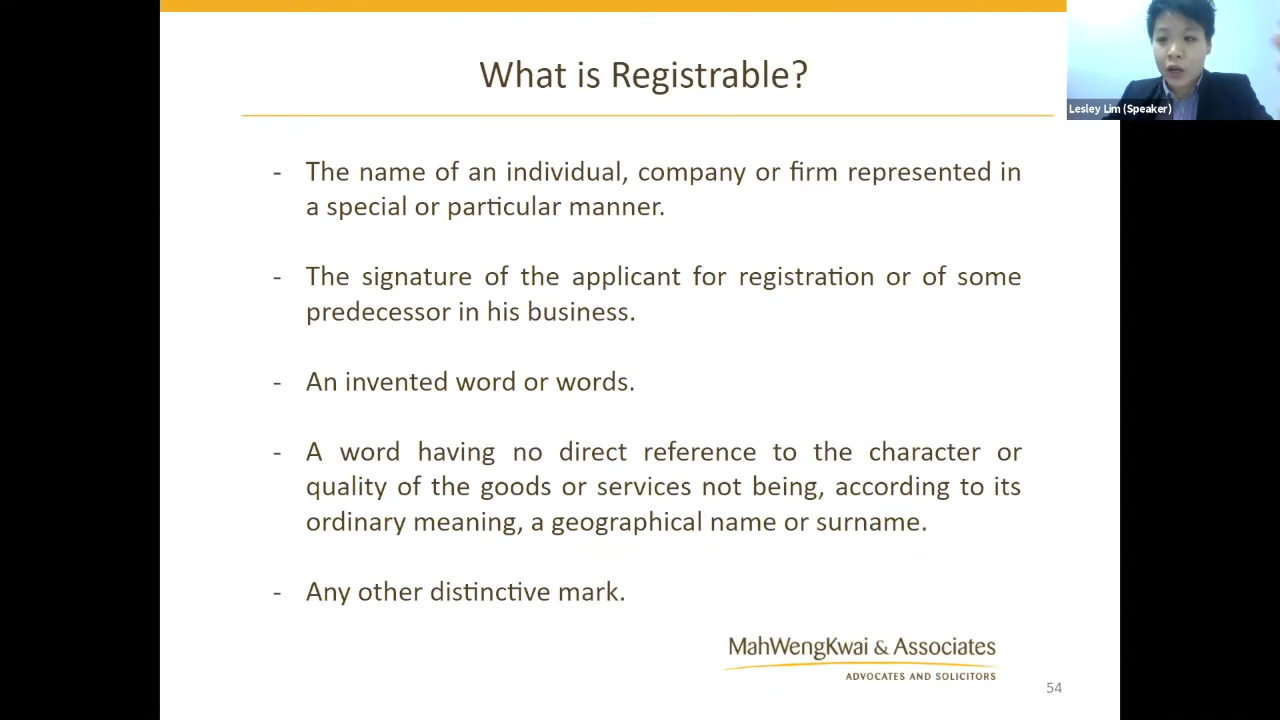 What is Registrable?
Lesley Lim (Speaker)
- The name of an individual, company or firm represented in
a special or particular manner.
- The signature of the applicant for registration or of some
predecessor in his business.
- An invented word or words.
- A word having no direct reference to the character or
quality of the goods or services not being, according to its
ordinary meaning, a geographical name or surname.
- Any other distinctive mark.
MahWengKwai & Associates
ADVOCATES AND SOLICITORS
54